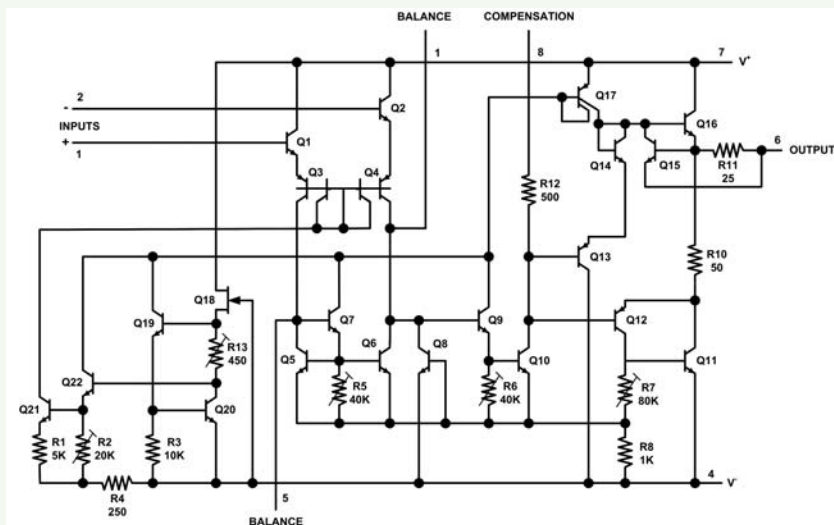 BALANCE
COMPENSATION
1
8
7
V+
2
-
INPUTS
+
1
Q1
Q2
Q17
Q16
6
OUTPUT
Q14
Q15
R11
25
Q3
Q4
R12
500
Q13
R10
50
Q18
Q19
R13
450
Q7
Q9
Q12
Q5
Q6
Q8
Q10
Q11
Q22
R5
40K
R6
40K
R7
80K
Q21
Q20
R1
5K
R2
20K
R3
10K
R8
1K
R4
250
5
BALANCE
4
V-